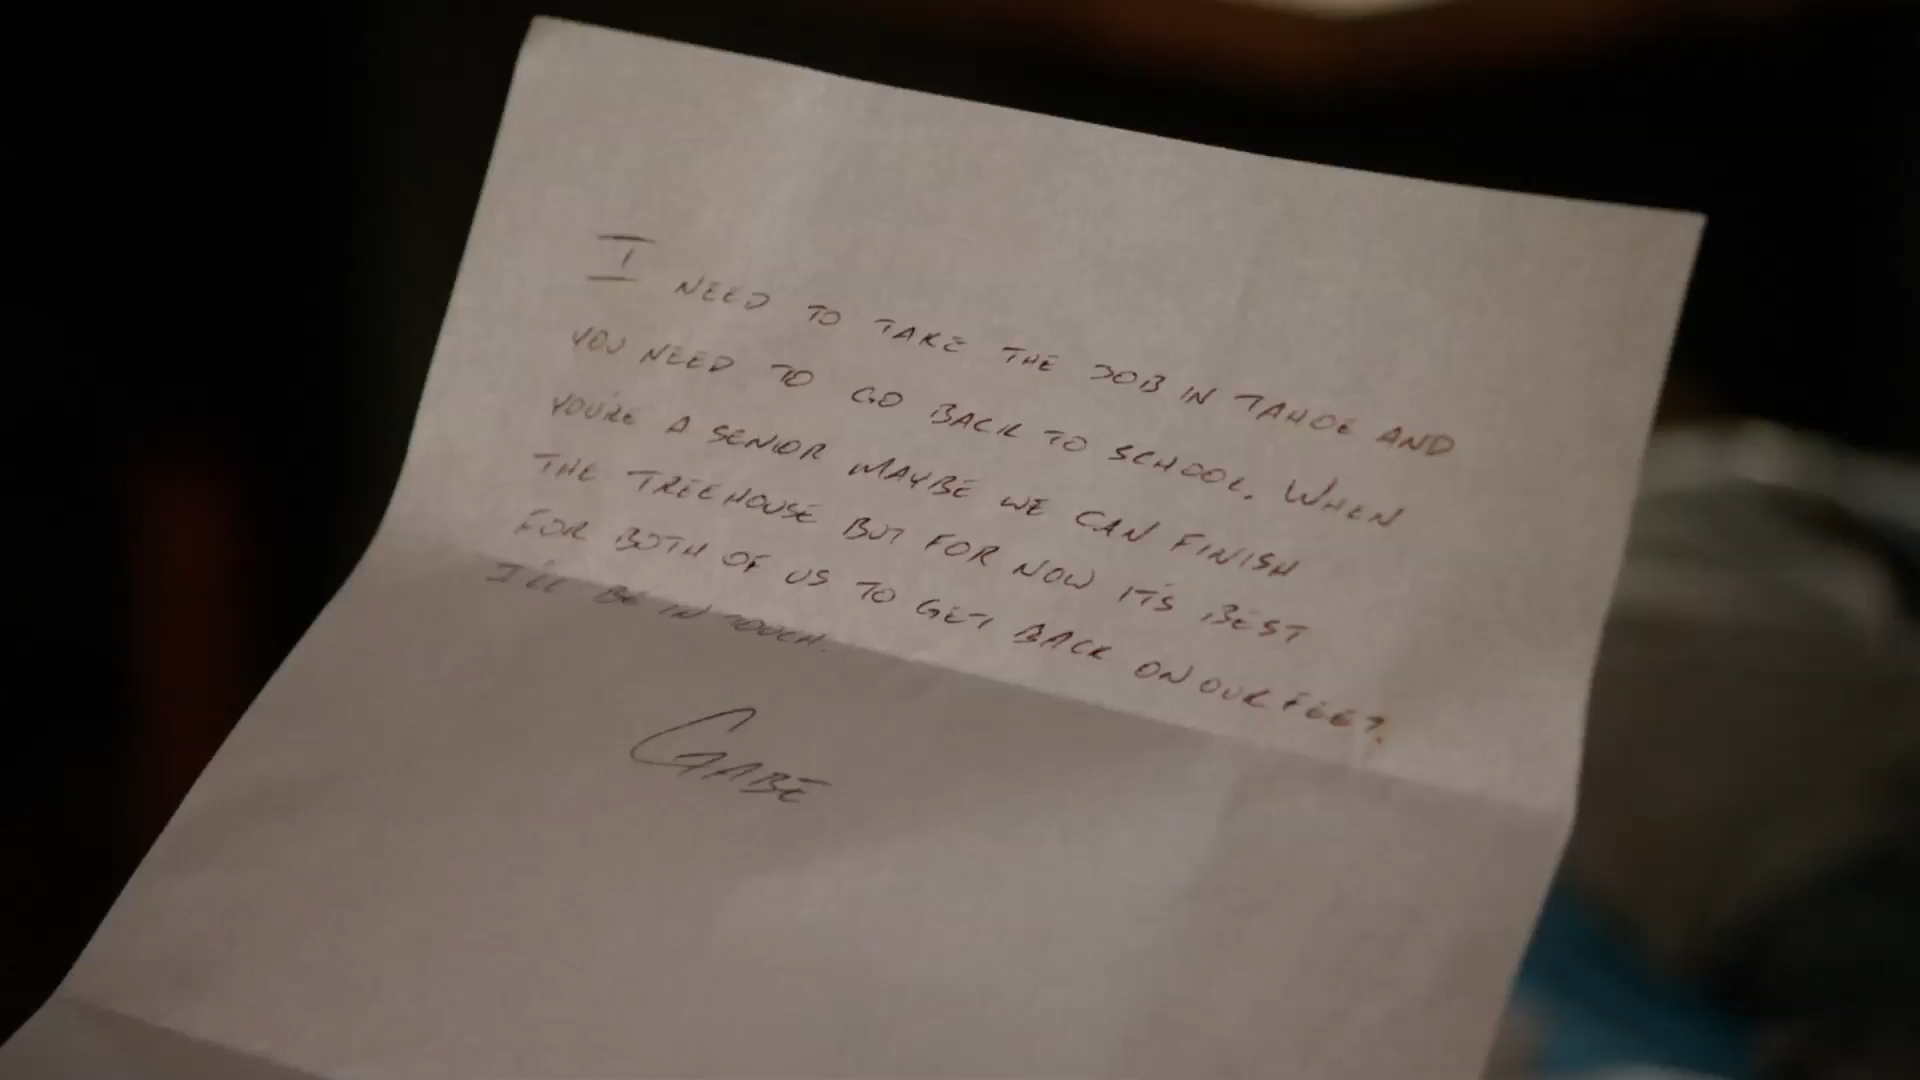 I NEED TO TAKE THE JOB IN TAHOE AND
YOU NEED TO GO BACK TO SCHOOL. WHEN
YOU'RE A SENIOR MAYBE WE CAN FINISH
THE TREEHOUSE BUT FOR NOW IT'S BEST
FOR BOTH OF US TO GET BACK ON OUR FEET.
I'LL BE IN TOUCH.
GABE